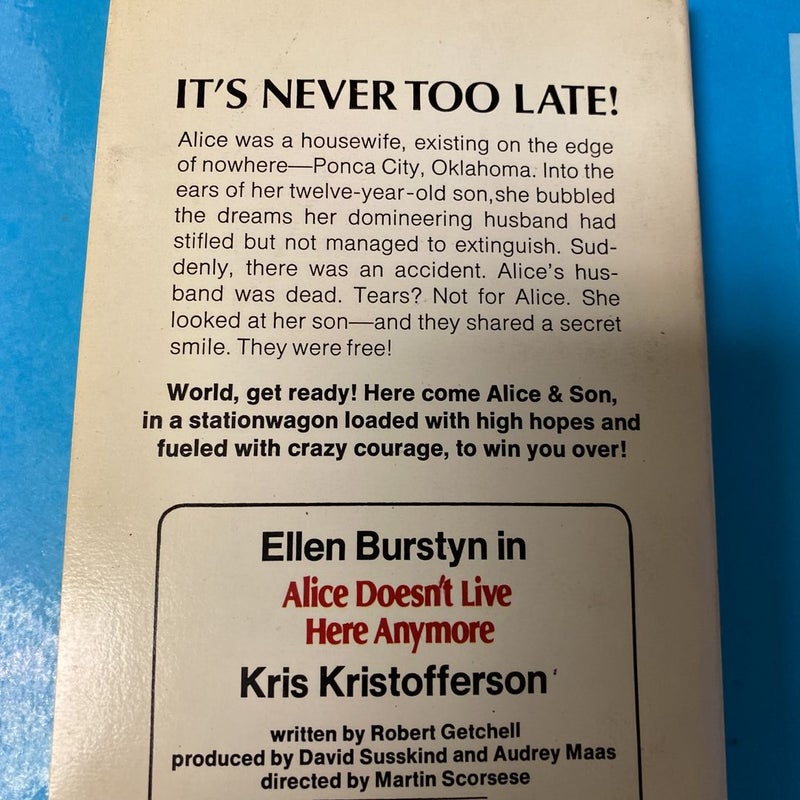 IT'S NEVER TOO LATE!
Alice was a housewife, existing on the edge
of nowhere—Ponca City, Oklahoma. Into the
ears of her twelve-year-old son,she bubbled
the dreams her domineering husband had
stifled but not managed to extinguish. Sud-
denly, there was an accident. Alice's hus-
band was dead. Tears? Not for Alice. She
looked at her son—and they shared a secret
smile. They were free!
World, get ready! Here come Alice & Son,
in a stationwagon loaded with high hopes and
fueled with crazy courage, to win you over!
Ellen Burstyn in
Alice Doesn't Live
Here Anymore
Kris Kristofferson
written by Robert Getchell
produced by David Susskind and Audrey Maas
directed by Martin Scorsese